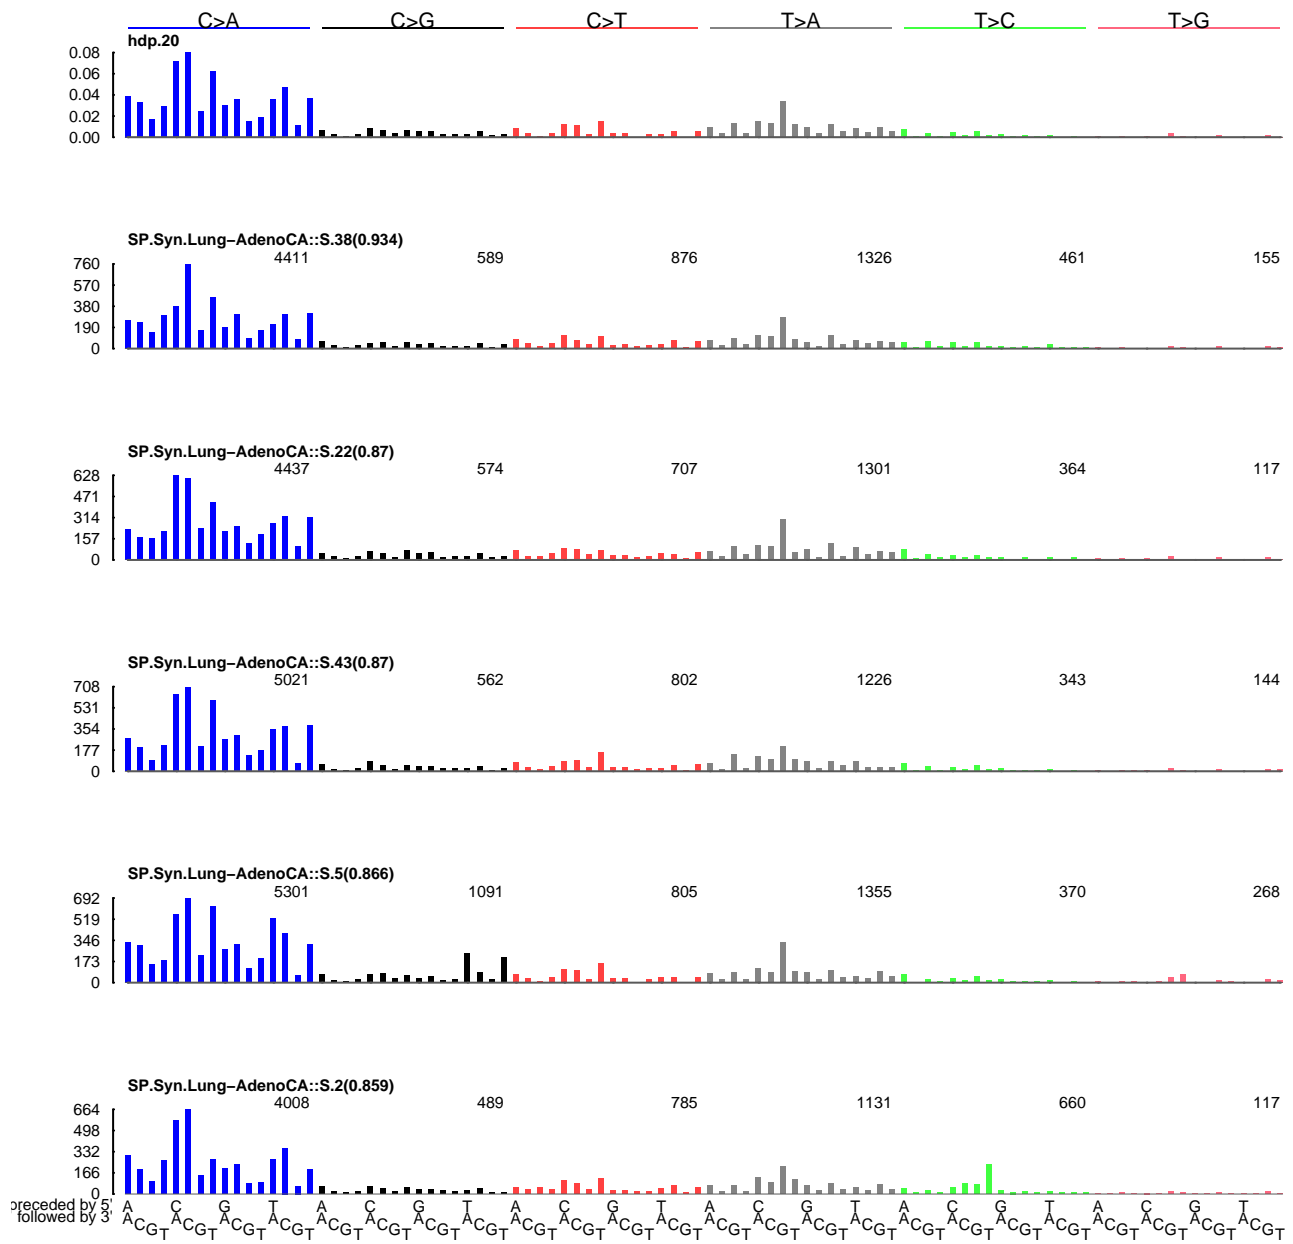 C>A C>G C>T T>A T>C T>G
hdp.20
0.08
0.06
0.04
0.02
0.00
SP.Syn.Lung−AdenoCA::S.38(0.934)
4411 589 876 1326 461 155
760
570
380
190
0
SP.Syn.Lung−AdenoCA::S.22(0.87)
4437 574 707 1301 364 117
628
471
314
157
0
SP.Syn.Lung−AdenoCA::S.43(0.87)
5021 562 802 1226 343 144
708
531
354
177
0
SP.Syn.Lung−AdenoCA::S.5(0.866)
5301 1091 805 1355 370 268
692
519
346
173
0
SP.Syn.Lung−AdenoCA::S.2(0.859)
4008 489 785 1131 660 117
664
498
332
166
0
preceded by 5' A C G T A C G T A C G T A C G T A C G T A C G T
followed by 3' A C G T A C G T A C G T A C G T A C G T A C G T A C G T A C G T A C G T A C G T A C G T A C G T A C G T A C G T A C G T A C G T A C G T A C G T A C G T A C G T A C G T A C G T A C G T A C G T